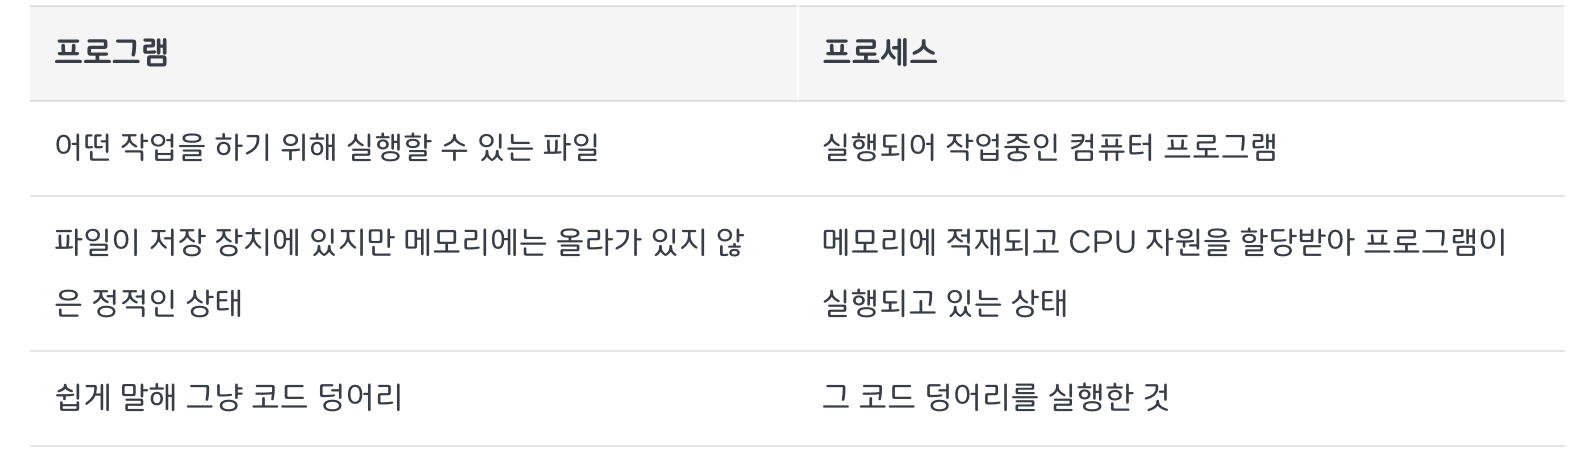 프로그램
프로세스
어떤 작업을 하기 위해 실행할 수 있는 파일
실행되어 작업중인 컴퓨터 프로그램
파일이 저장 장치에 있지만 메모리에는 올라가 있지 않
은 정적인 상태
메모리에 적재되고 CPU 자원을 할당받아 프로그램이
실행되고 있는 상태
쉽게 말해 그냥 코드 덩어리
그 코드 덩어리를 실행한 것